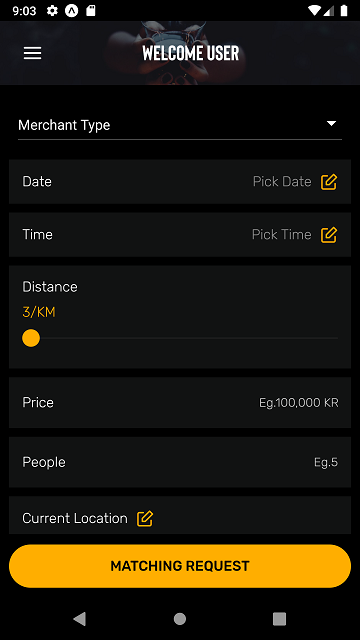 9:03
WELCOME USER
Merchant Type
Date Pick Date
Time Pick Time
Distance
3/KM
Price Eg.100,000 KR
People Eg.5
Current Location
MATCHING REQUEST